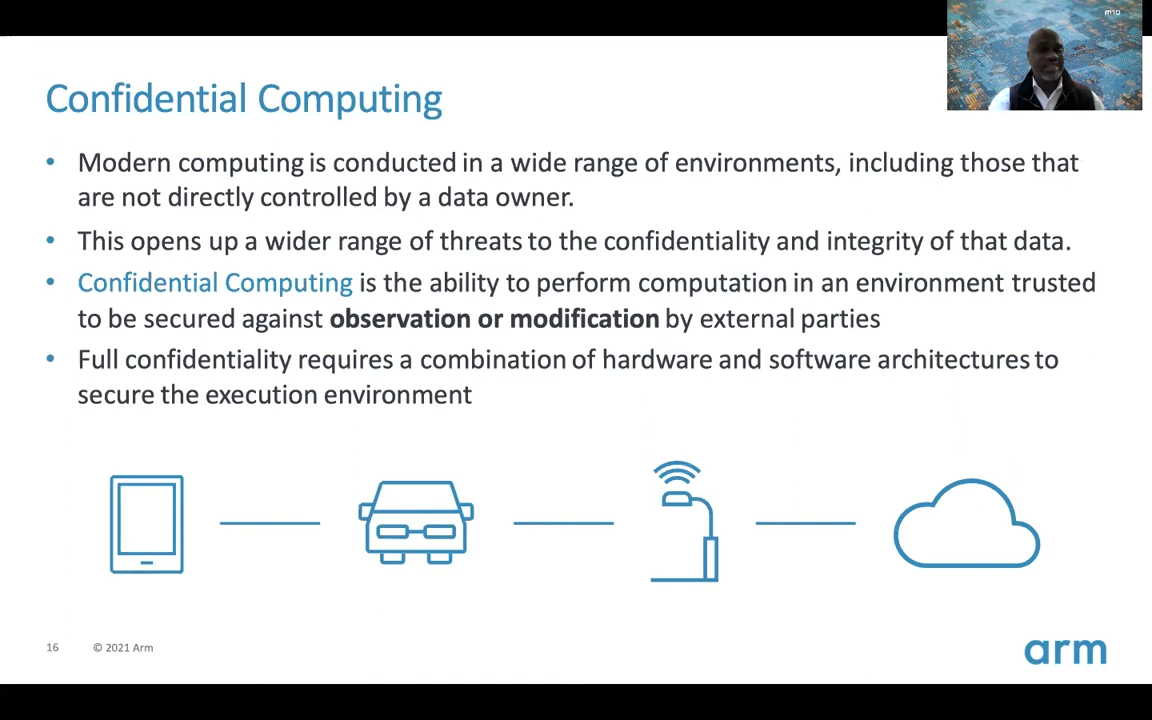 m10
Confidential Computing
• Modern computing is conducted in a wide range of environments, including those that
are not directly controlled by a data owner.
• This opens up a wider range of threats to the confidentiality and integrity of that data.
• Confidential Computing is the ability to perform computation in an environment trusted
to be secured against observation or modification by external parties
• Full confidentiality requires a combination of hardware and software architectures to
secure the execution environment
16 © 2021 Arm
arm